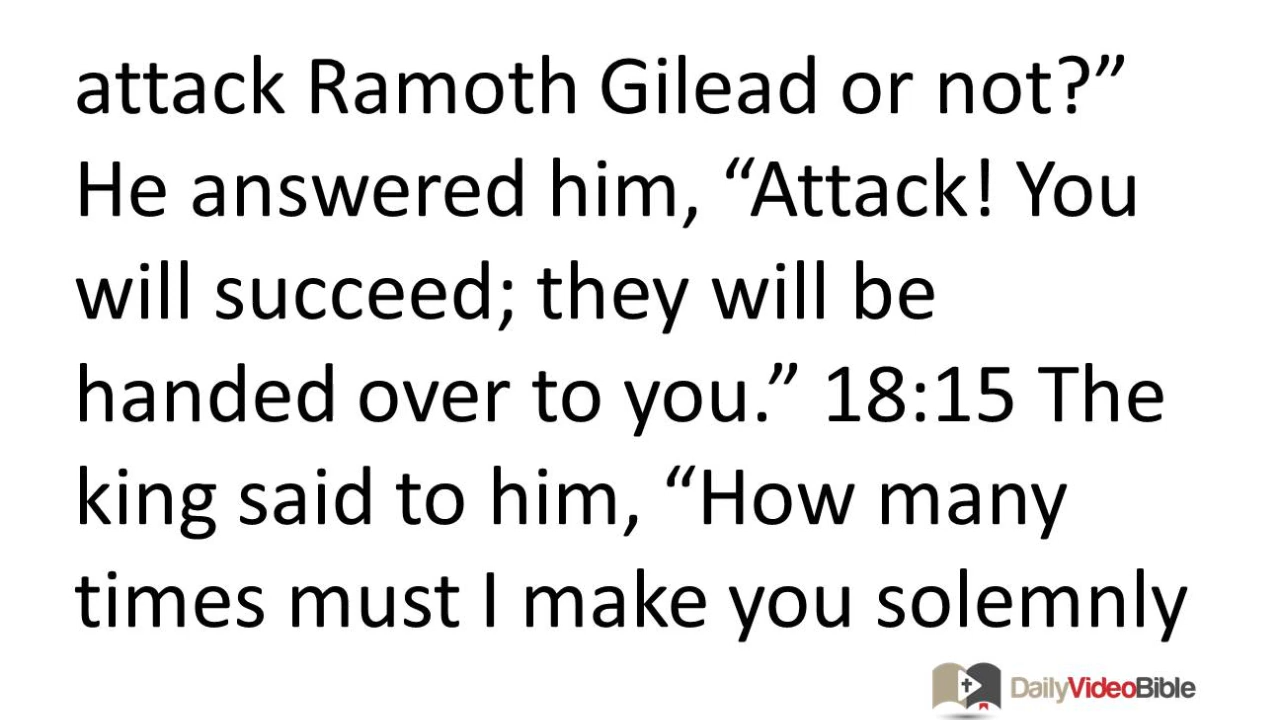 attack Ramoth Gilead or not?”
He answered him, “Attack! You
will succeed; they will be
handed over to you.” 18:15 The
king said to him, “How many
times must I make you solemnly
DailyVideoBible